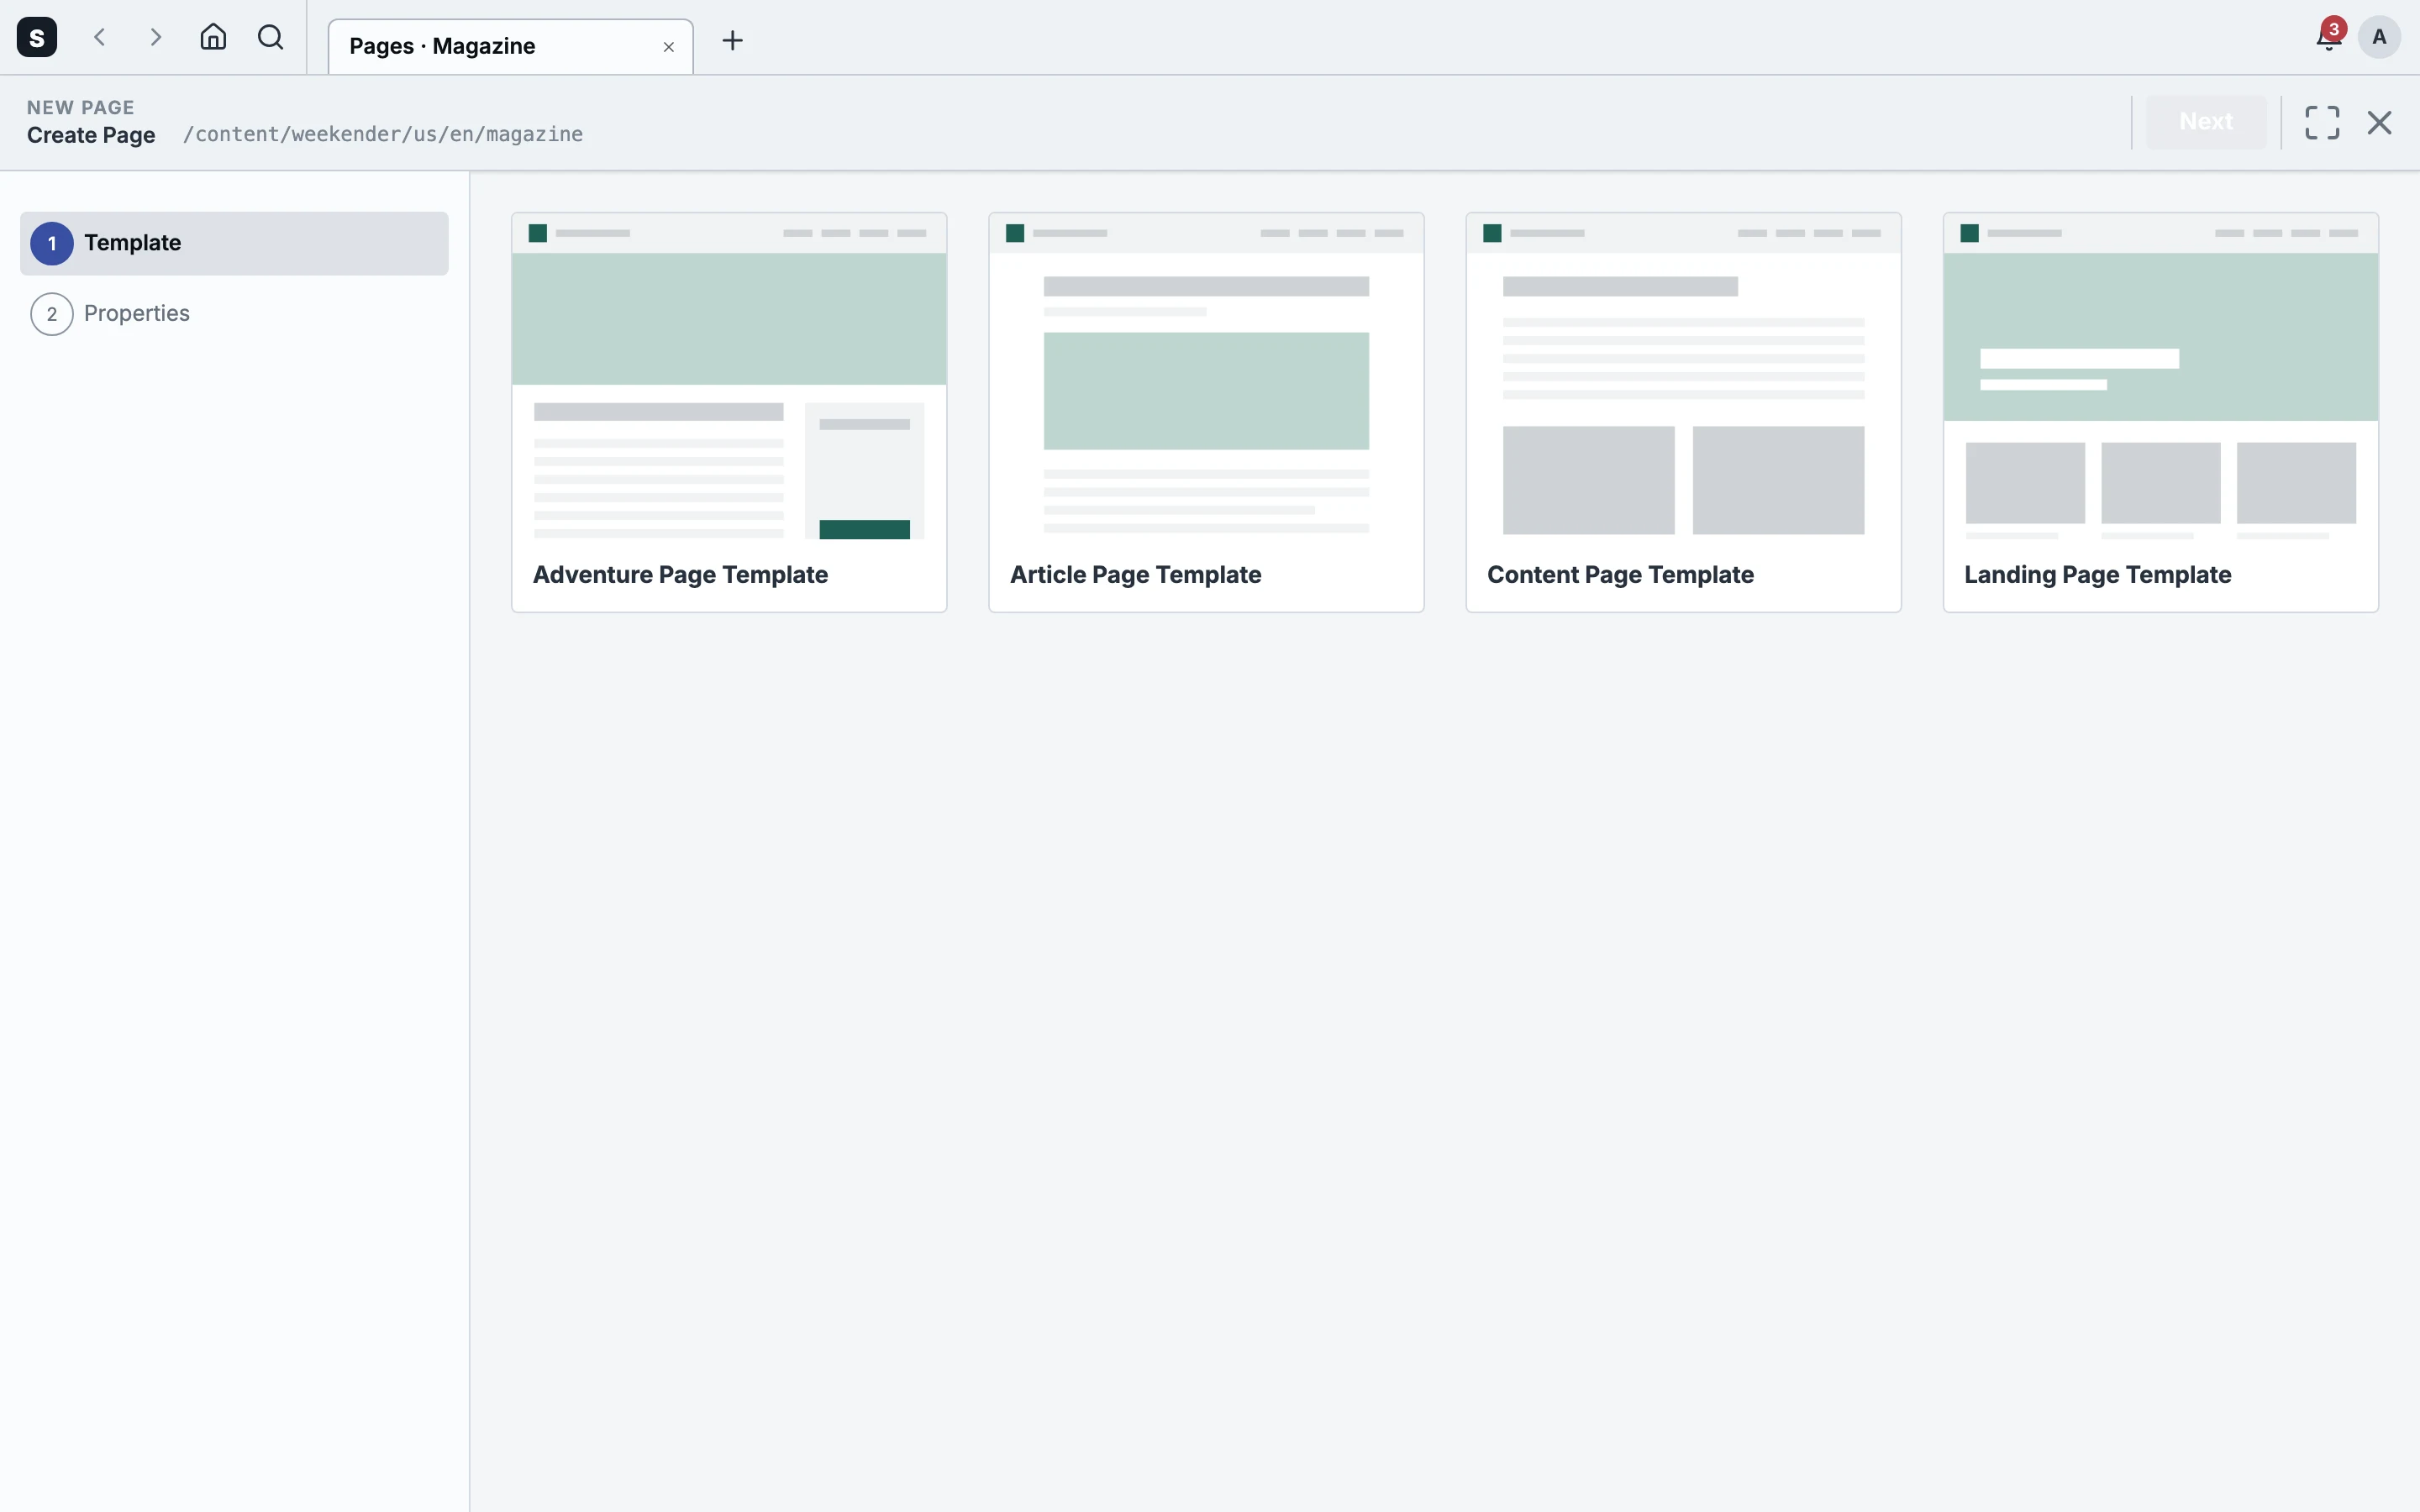 S
Pages · Magazine
3
A
NEW PAGE
Create Page /content/weekender/us/en/magazine
Next
1 Template
2 Properties
Adventure Page Template
Article Page Template
Content Page Template
Landing Page Template